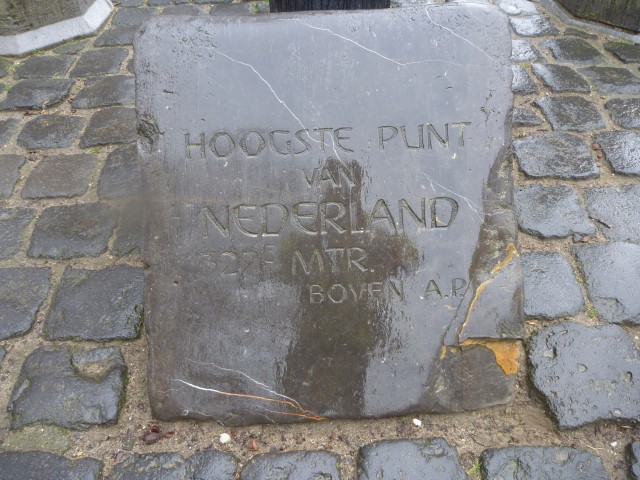 HOOGSTE PUNT
VAN
NEDERLAND
MTR.
BOVEN A.P.